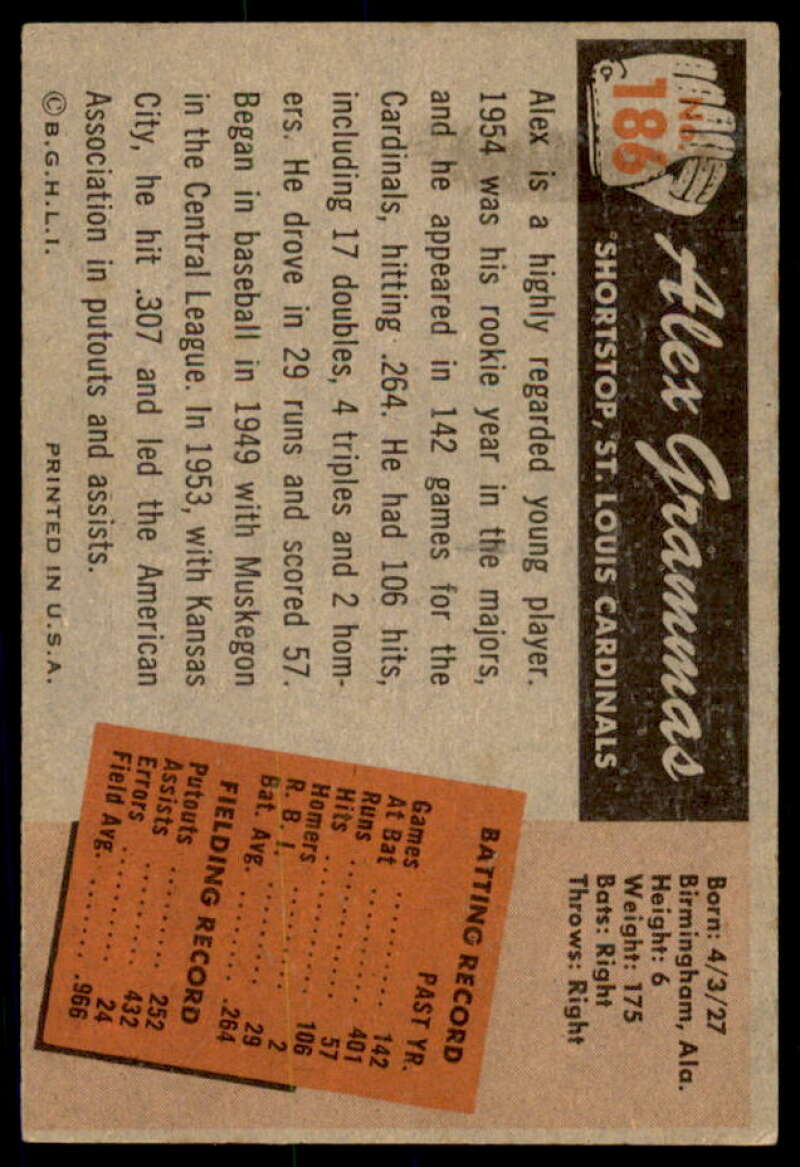 No.
186
Alex Grammas
SHORTSTOP, ST. LOUIS CARDINALS
Born: 4/3/27
Birmingham, Ala.
Height: 6
Weight: 175
Bats: Right
Throws: Right
Alex is a highly regarded young player.
1954 was his rookie year in the majors,
and he appeared in 142 games for the
Cardinals, hitting .264. He had 106 hits,
including 17 doubles, 4 triples and 2 hom-
ers. He drove in 29 runs and scored 57.
Began in baseball in 1949 with Muskegon
in the Central League. In 1953, with Kansas
City, he hit .307 and led the American
Association in putouts and assists.
BATTING RECORD
PAST YR.
Games .......... 142
At Bat .......... 401
Runs .......... 57
Hits .......... 106
Homers .......... 2
R. B. I. .......... 29
Bat. Avg. .......... .264
FIELDING RECORD
Putouts .......... 252
Assists .......... 432
Errors .......... 24
Field Avg. .......... .966
© B.G.H.L.I. PRINTED IN U.S.A.